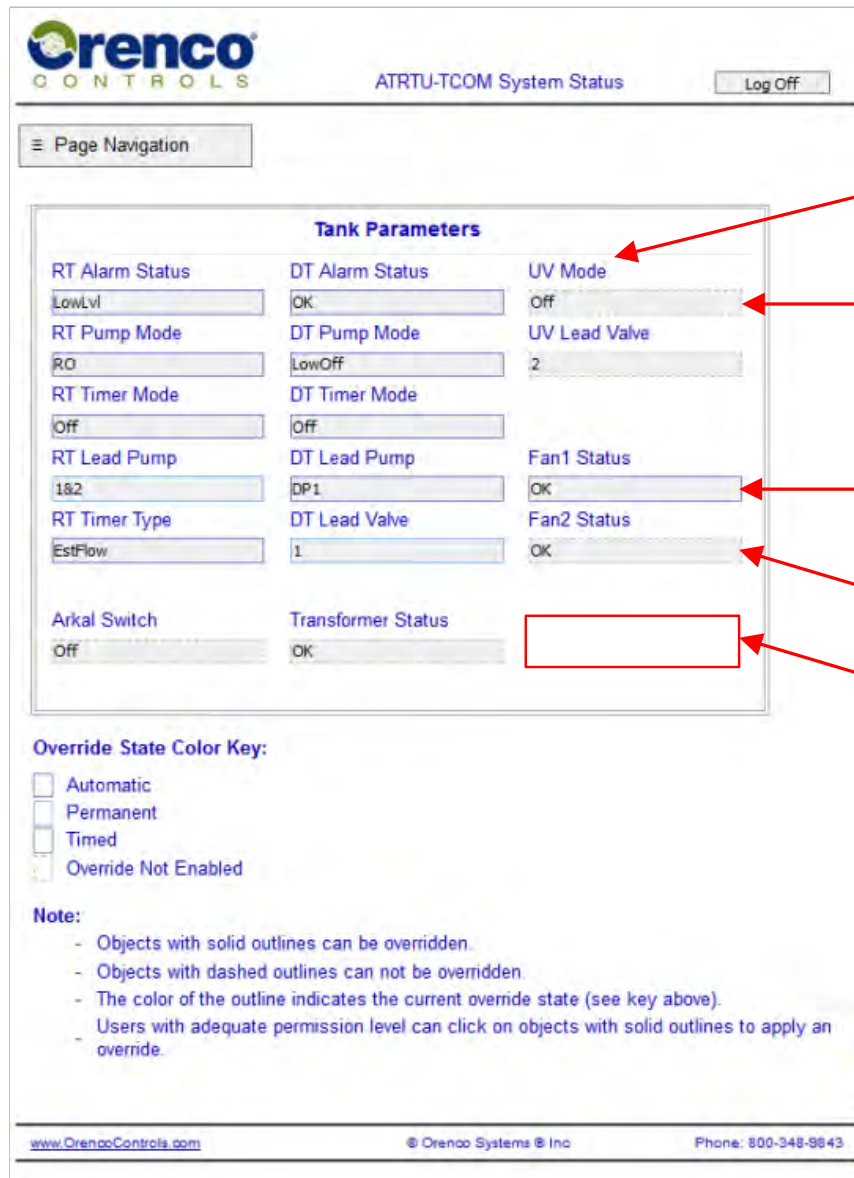 Orenco
CONTROLS
ATRTU-TCOM System Status
Log Off
≡ Page Navigation
Tank Parameters
RT Alarm Status DT Alarm Status UV Mode
LowLvl OK Off
RT Pump Mode DT Pump Mode UV Lead Valve
RO LowOff 2
RT Timer Mode DT Timer Mode
Off Off
RT Lead Pump DT Lead Pump Fan1 Status
1&2 DP1 OK
RT Timer Type DT Lead Valve Fan2 Status
EstFlow 1 OK
Arkal Switch Transformer Status
Off OK
Override State Color Key:
Automatic
Permanent
Timed
Override Not Enabled
Note:
- Objects with solid outlines can be overridden.
- Objects with dashed outlines can not be overridden.
- The color of the outline indicates the current override state (see key above).
- Users with adequate permission level can click on objects with solid outlines to apply an
override.
www.OrencoControls.com © Orenco Systems ® Inc Phone: 800-348-9843